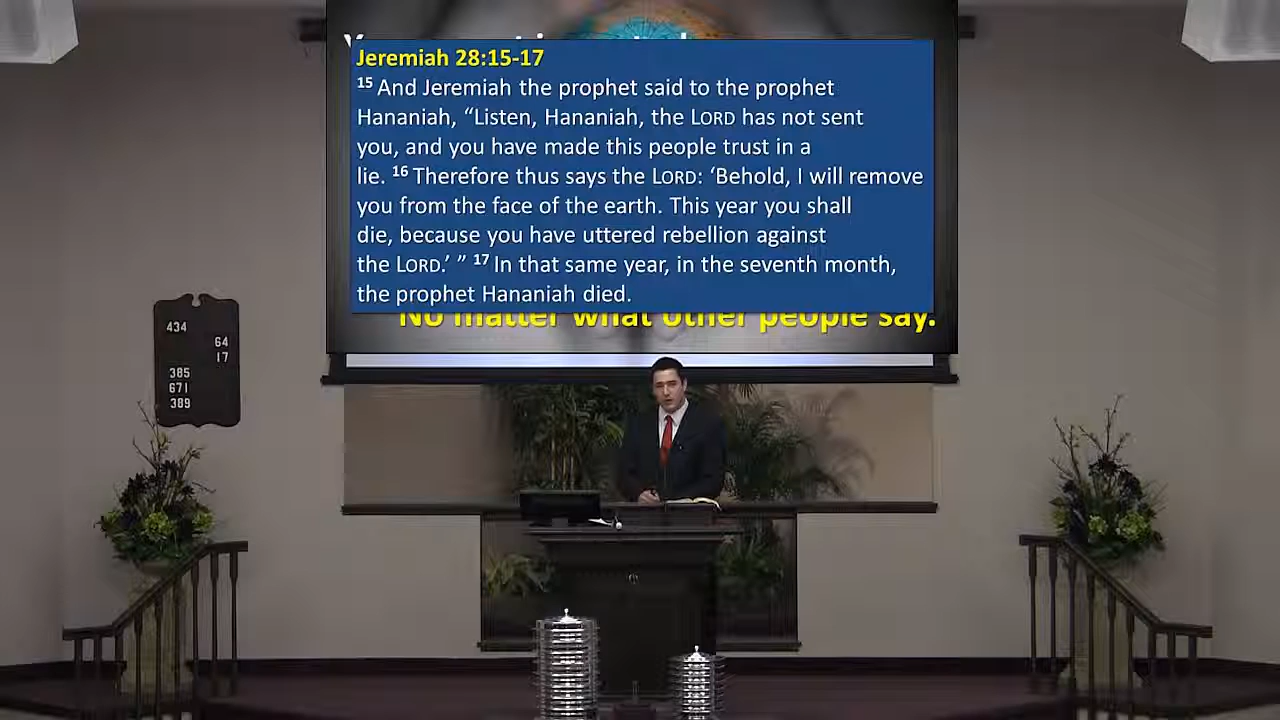 Jeremiah 28:15-17
15 And Jeremiah the prophet said to the prophet
Hananiah, “Listen, Hananiah, the LORD has not sent
you, and you have made this people trust in a
lie. 16 Therefore thus says the LORD: ‘Behold, I will remove
you from the face of the earth. This year you shall
die, because you have uttered rebellion against
the LORD.’ ” 17 In that same year, in the seventh month,
the prophet Hananiah died.
No matter what other people say.
434
64
17
385
671
389